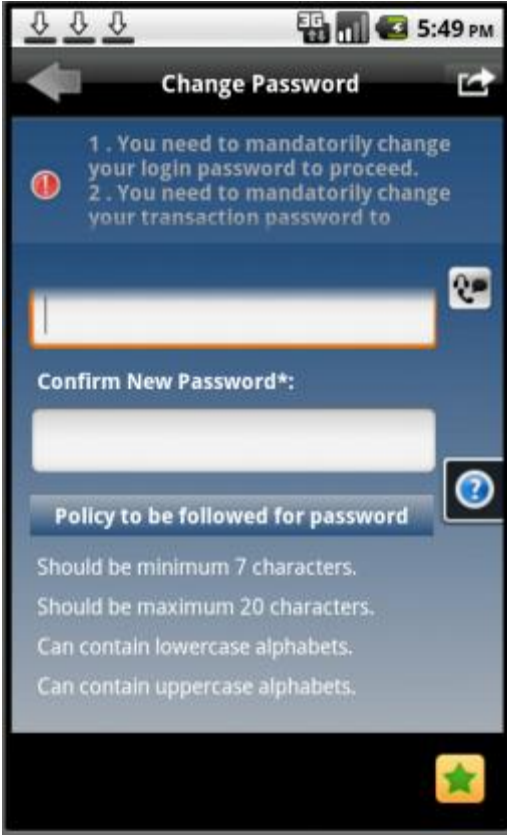 3G
5:49 PM
Change Password
1 . You need to mandatorily change
your login password to proceed.
2 . You need to mandatorily change
your transaction password to
Confirm New Password*:
Policy to be followed for password
Should be minimum 7 characters.
Should be maximum 20 characters.
Can contain lowercase alphabets.
Can contain uppercase alphabets.